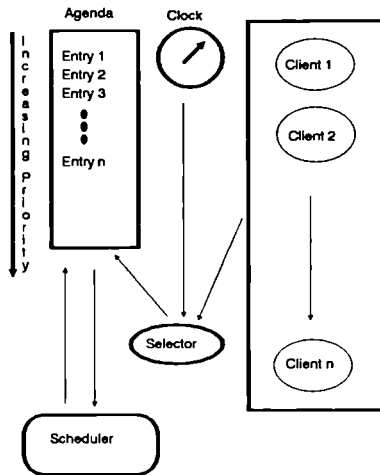 Agenda
Clock
Increasing Priority
Entry 1
Entry 2
Entry 3
Entry n
Client 1
Client 2
Selector
Client n
Scheduler